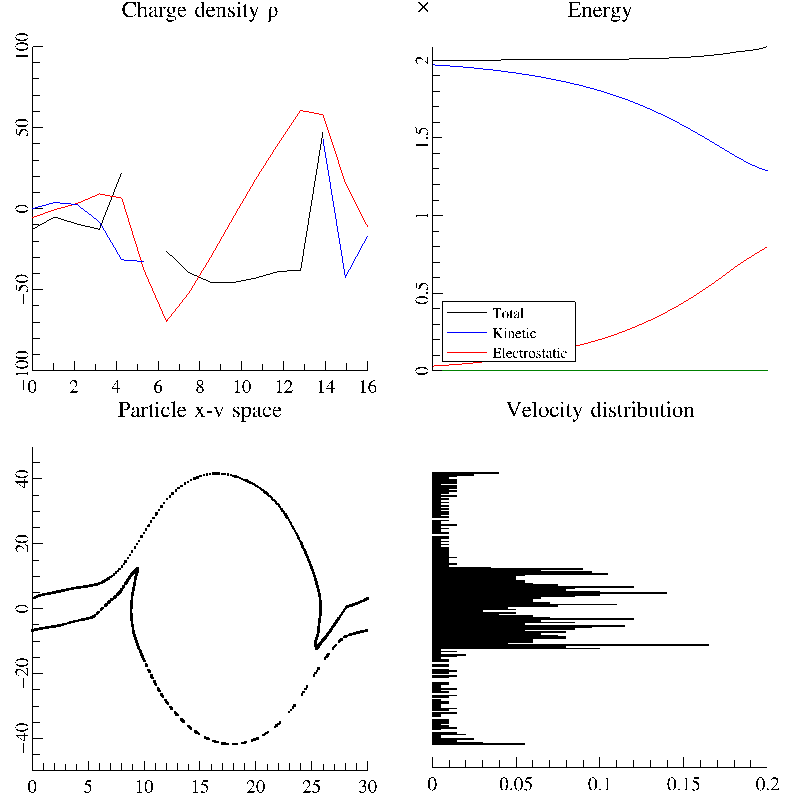 Charge density ρ
100
50
0
−50
−100
0 2 4 6 8 10 12 14 16
×
Energy
2
1.5
1
0.5
0
Total
Kinetic
Electrostatic
Particle x-v space
40
20
0
−20
−40
0 5 10 15 20 25 30
Velocity distribution
0 0.05 0.1 0.15 0.2